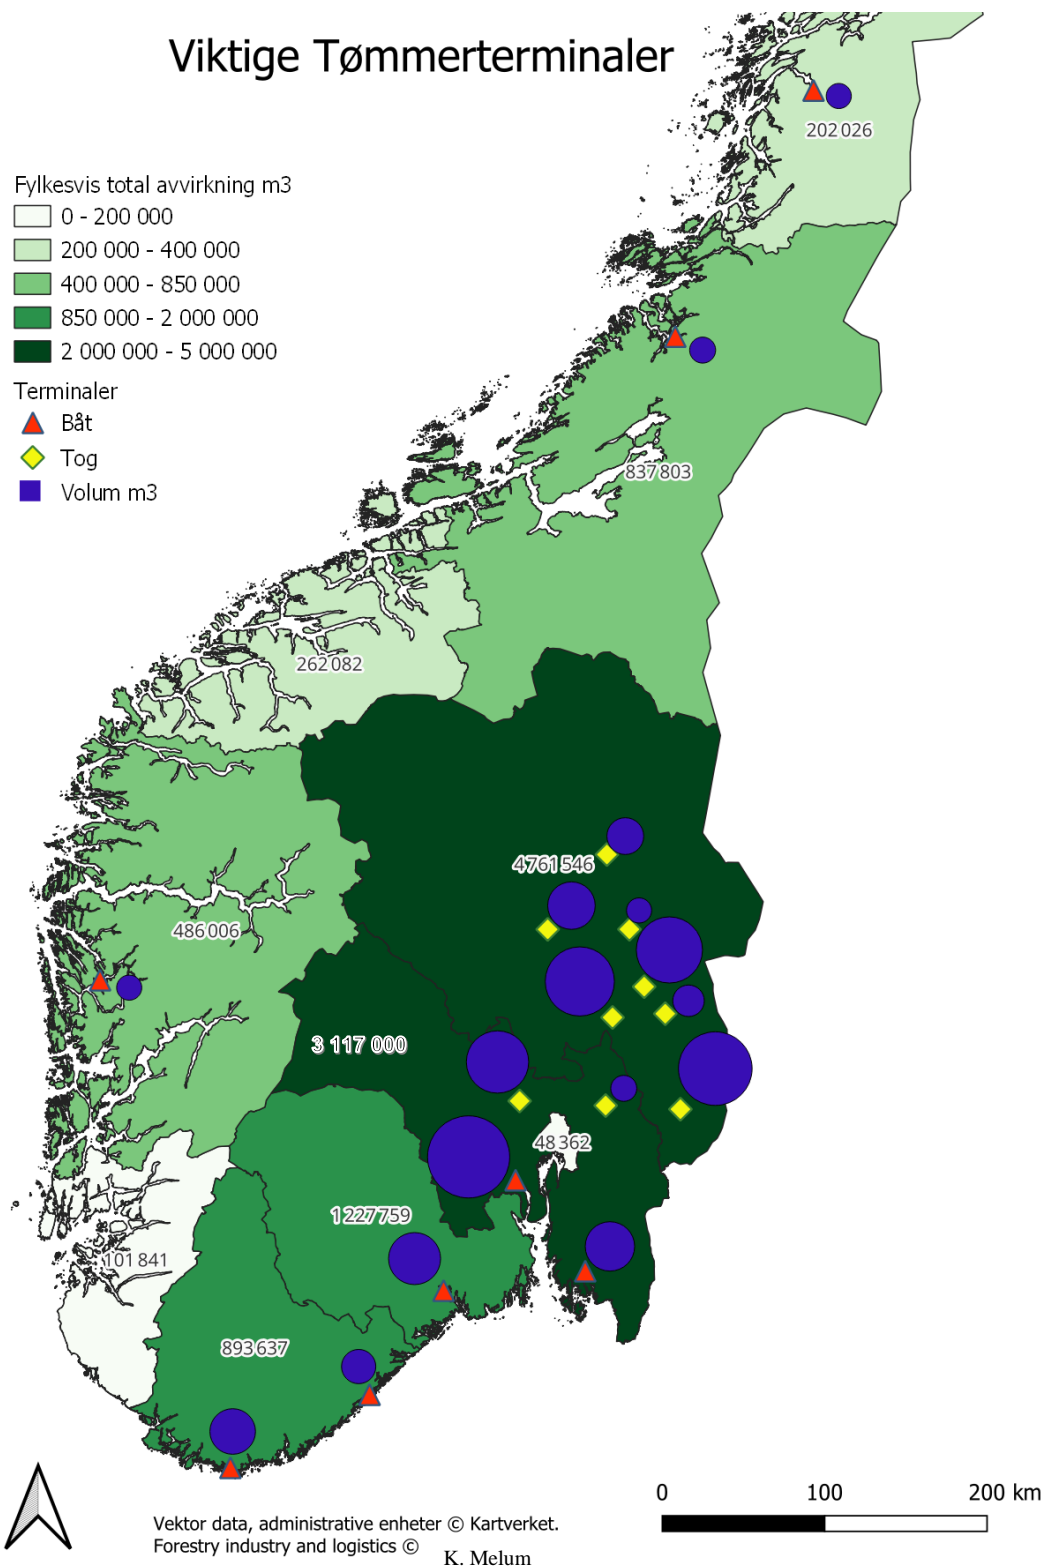 Viktige Tømmerterminaler
202 026
Fylkesvis total avvirkning m3
0 - 200 000
200 000 - 400 000
400 000 - 850 000
850 000 - 2 000 000
2 000 000 - 5 000 000
Terminaler
Båt
Tog
Volum m3
837 803
262 082
4 761 546
486 006
3 117 000
48 362
1 227 759
101 841
893 637
0 100 200 km
Vektor data, administrative enheter © Kartverket.
Forestry industry and logistics ©
K. Melum